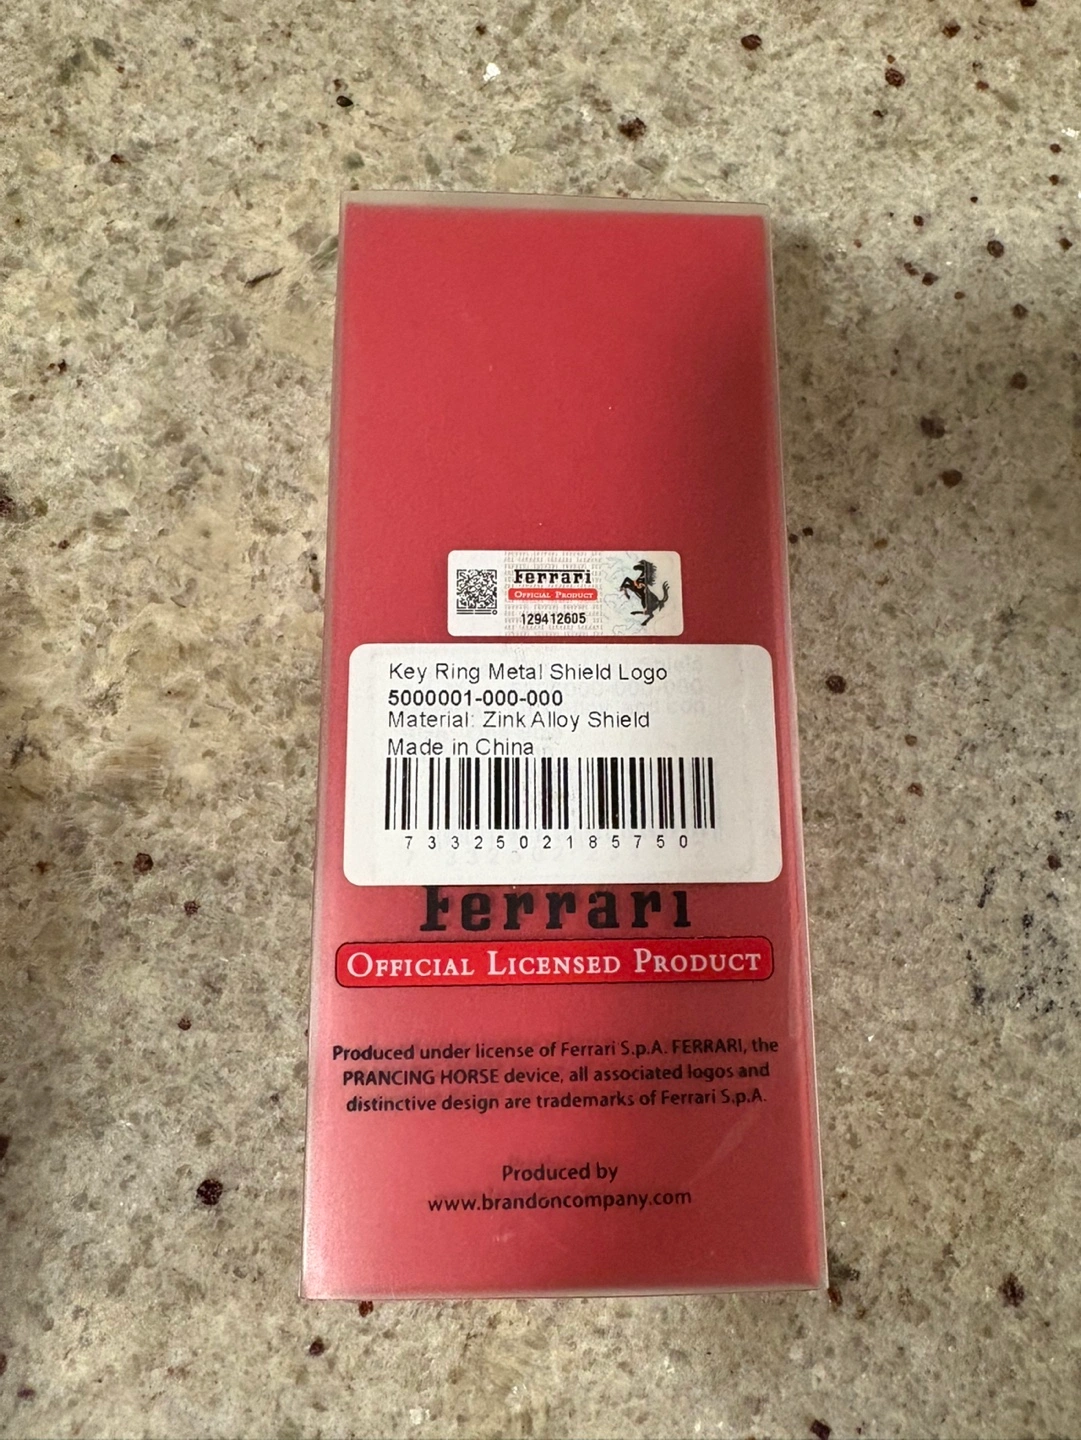 Ferrari
OFFICIAL PRODUCT
129412605
Key Ring Metal Shield Logo
5000001-000-000
Material: Zink Alloy Shield
Made in China
7 3 3 2 5 0 2 1 8 5 7 5 0
Ferrari
OFFICIAL LICENSED PRODUCT
Produced under license of Ferrari S.p.A. FERRARI, the
PRANCING HORSE device, all associated logos and
distinctive design are trademarks of Ferrari S.p.A.
Produced by
www.brandoncompany.com